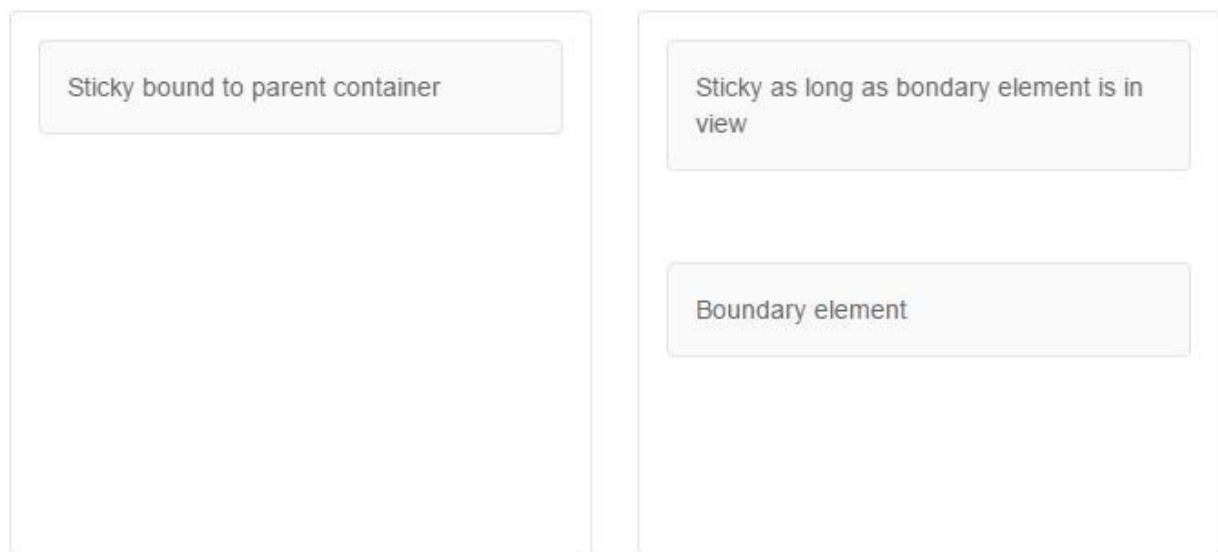 Sticky bound to parent container
Sticky as long as bondary element is in
view
Boundary element